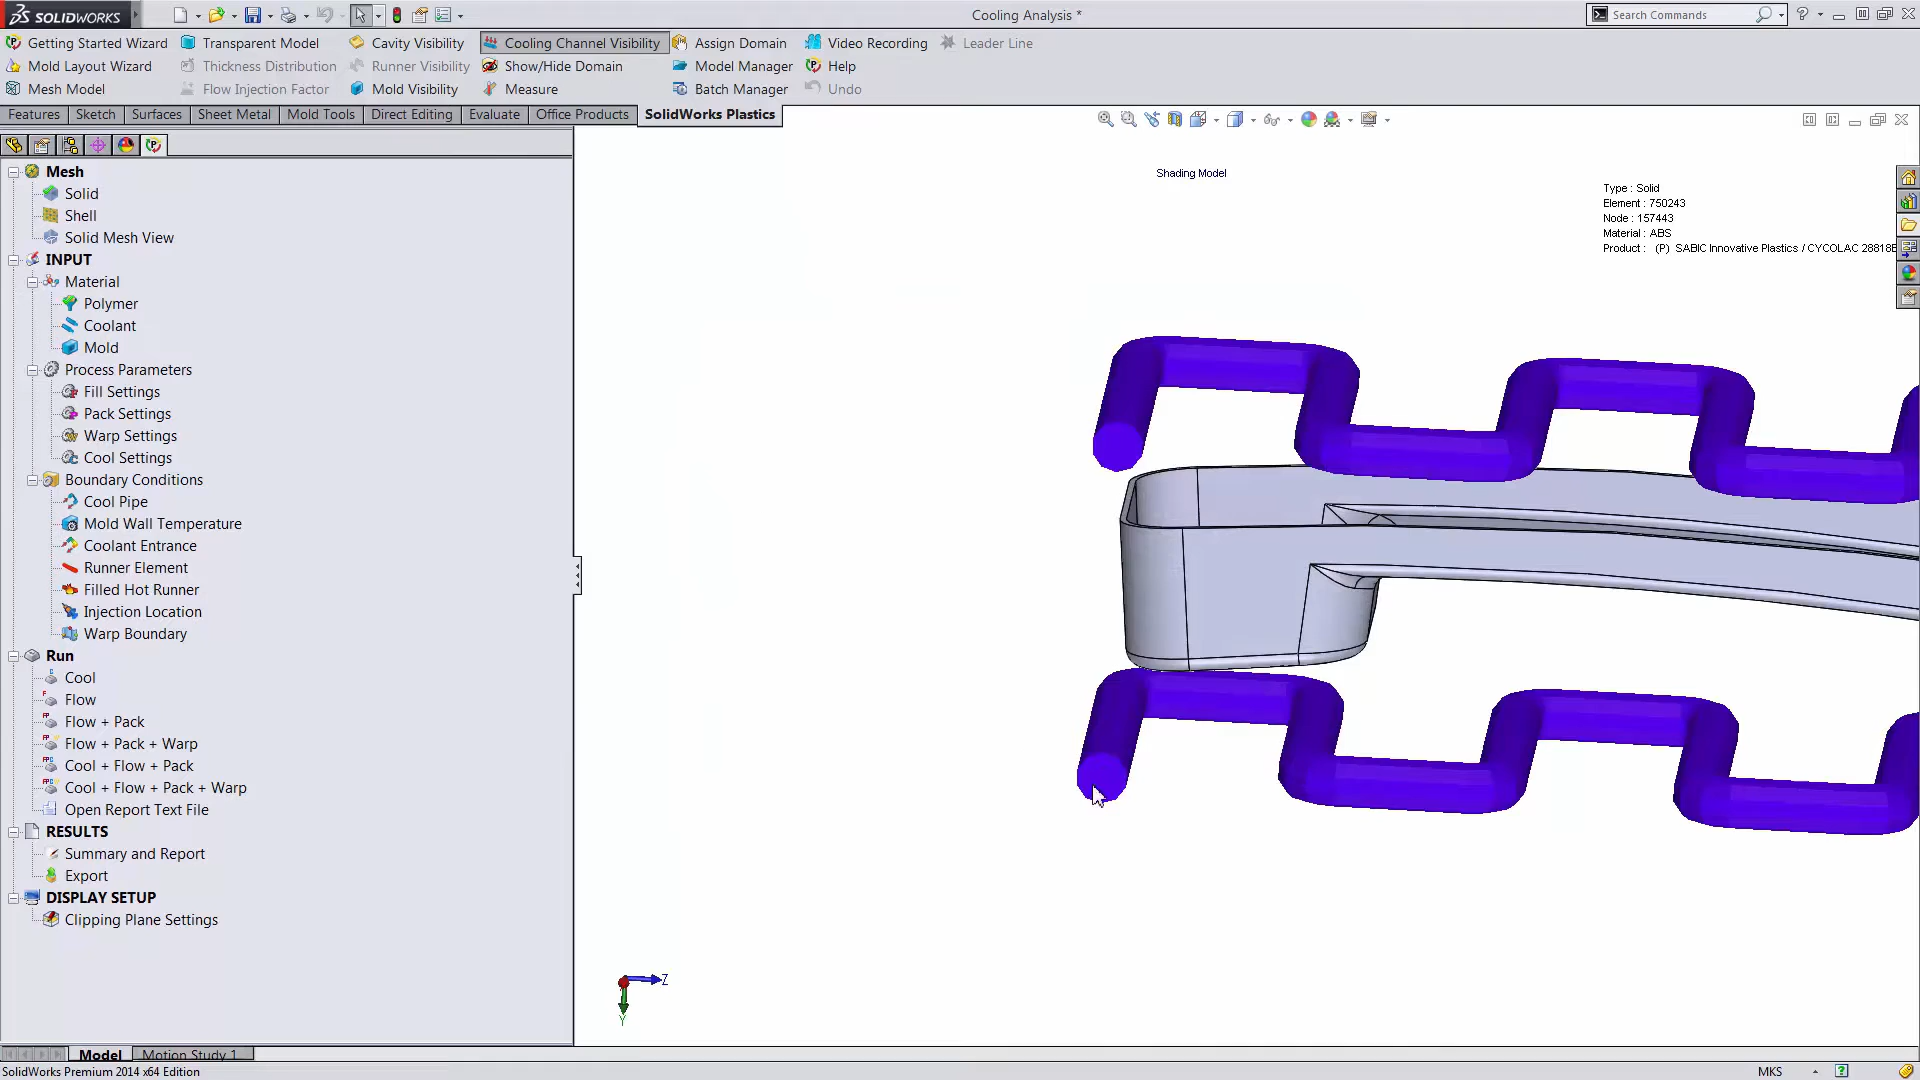 SOLIDWORKS
Cooling Analysis *
Search Commands
Getting Started Wizard
Transparent Model
Cavity Visibility
Cooling Channel Visibility
Assign Domain
Video Recording
Leader Line
Mold Layout Wizard
Thickness Distribution
Runner Visibility
Show/Hide Domain
Model Manager
Help
Mesh Model
Flow Injection Factor
Mold Visibility
Measure
Batch Manager
Undo
Features
Sketch
Surfaces
Sheet Metal
Mold Tools
Direct Editing
Evaluate
Office Products
SolidWorks Plastics
Mesh
Solid
Shell
Solid Mesh View
INPUT
Material
Polymer
Coolant
Mold
Process Parameters
Fill Settings
Pack Settings
Warp Settings
Cool Settings
Boundary Conditions
Cool Pipe
Mold Wall Temperature
Coolant Entrance
Runner Element
Filled Hot Runner
Injection Location
Warp Boundary
Run
Cool
Flow
Flow + Pack
Flow + Pack + Warp
Cool + Flow + Pack
Cool + Flow + Pack + Warp
Open Report Text File
RESULTS
Summary and Report
Export
DISPLAY SETUP
Clipping Plane Settings
Shading Model
Type : Solid
Element : 750243
Node : 157443
Material : ABS
Product : (P) SABIC Innovative Plastics / CYCOLAC 28818E
Z
Y
Model
Motion Study 1
SolidWorks Premium 2014 x64 Edition
MKS